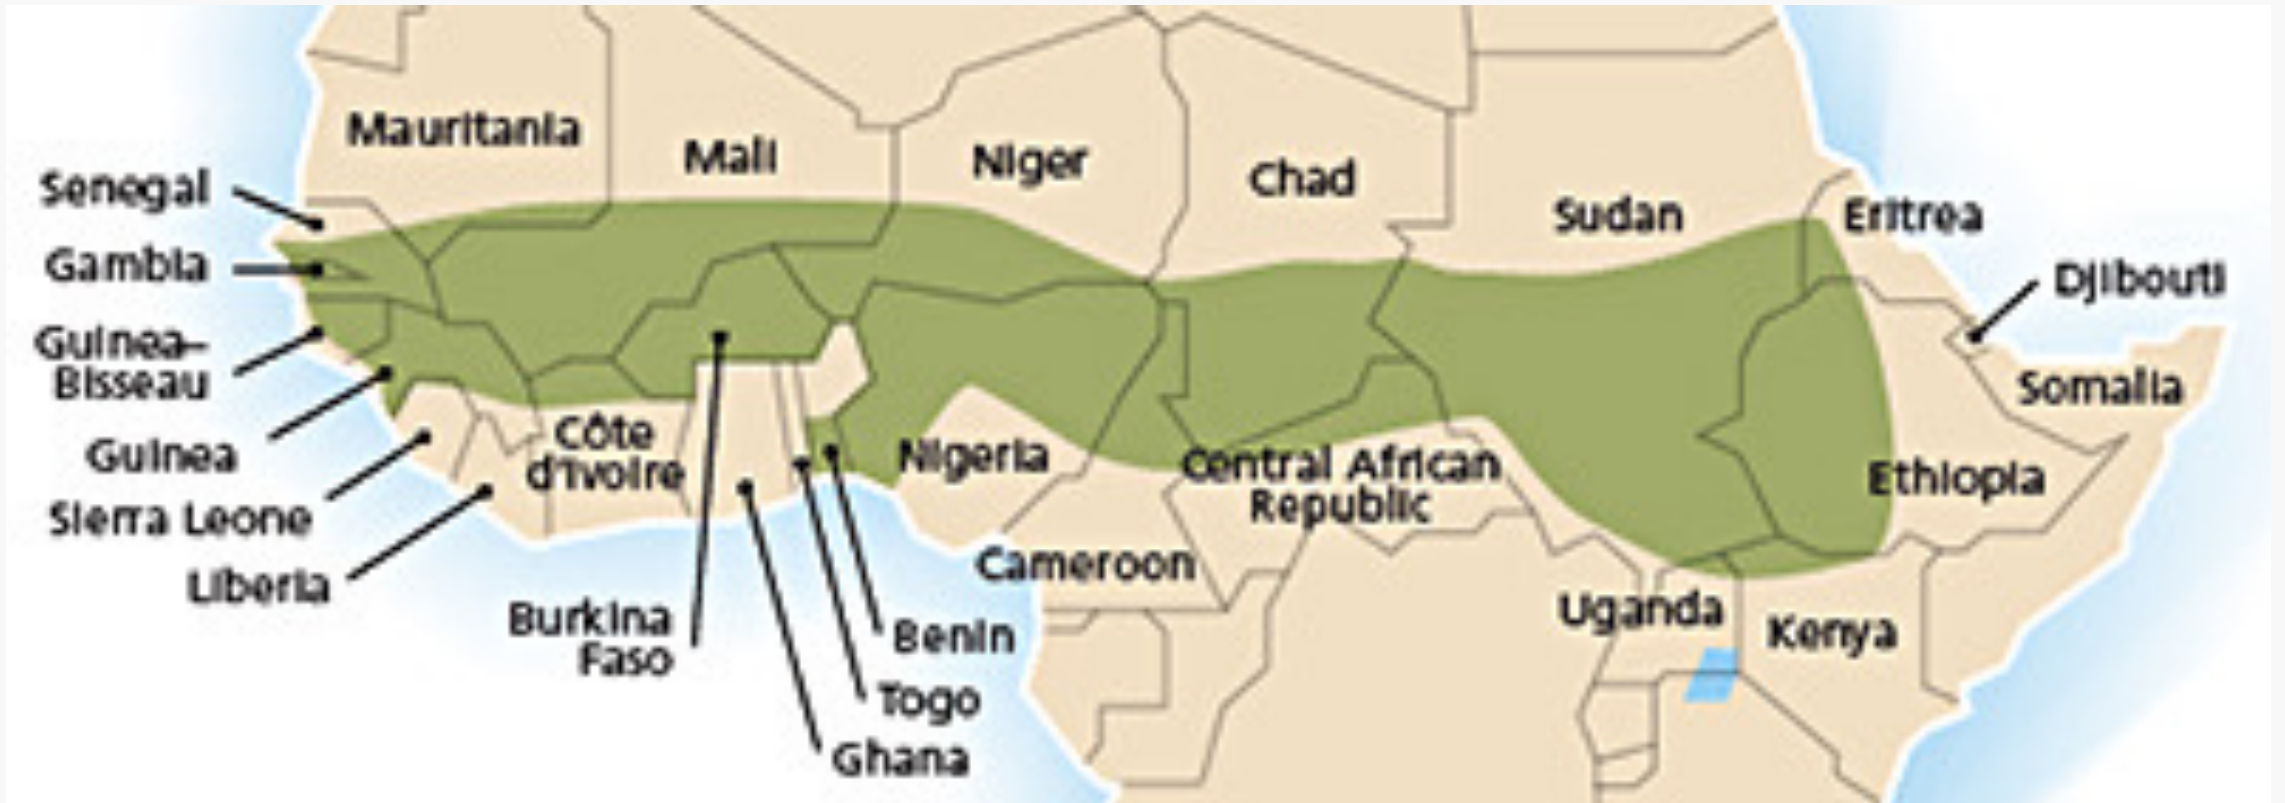 Mauritania
Mali
Niger
Chad
Sudan
Eritrea
Djibouti
Somalia
Ethiopia
Senegal
Gambia
Guinea–
Bisseau
Guinea
Sierra Leone
Liberia
Côte
d'Ivoire
Burkina
Faso
Ghana
Togo
Benin
Nigeria
Cameroon
Central African
Republic
Uganda
Kenya